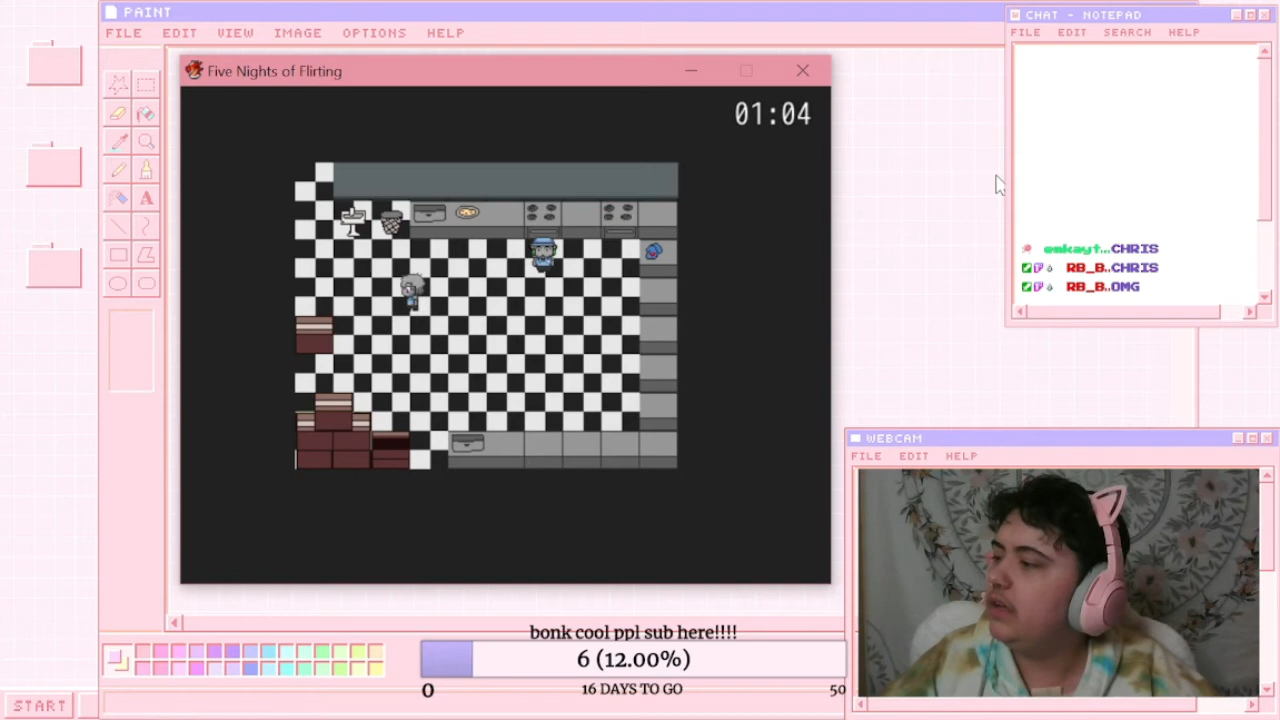 PAINT
FILE EDIT VIEW IMAGE OPTIONS HELP
Five Nights of Flirting
01:04
CHAT - NOTEPAD
FILE EDIT SEARCH HELP
emkayt...CHRIS
RB_B..CHRIS
RB_B..OMG
WEBCAM
FILE EDIT HELP
bonk cool ppl sub here!!!!
6 (12.00%)
0 16 DAYS TO GO 50
START